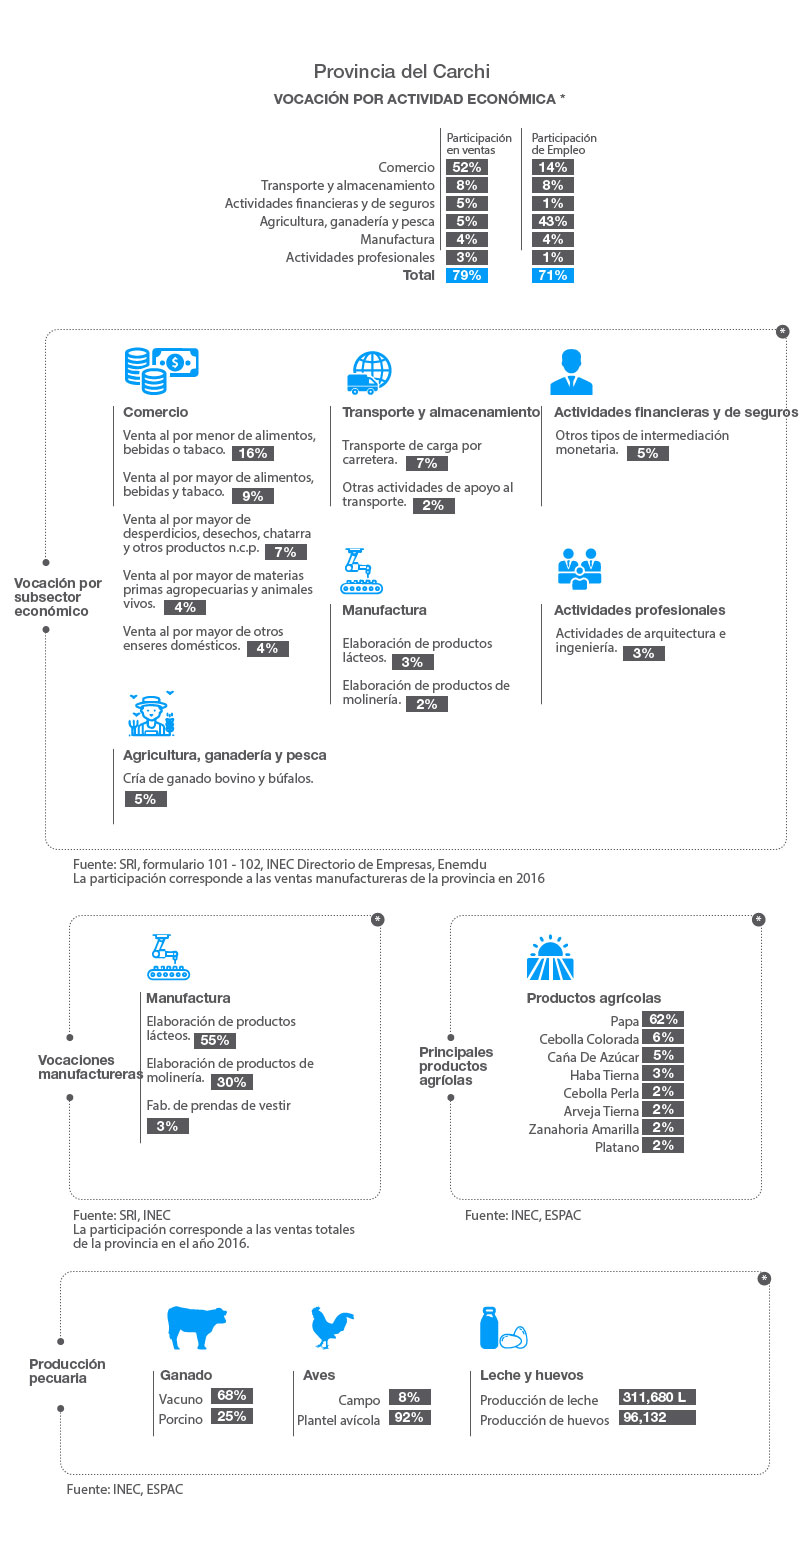 Provincia del Carchi
VOCACIÓN POR ACTIVIDAD ECONÓMICA *
Participación
en ventas
Participación
de Empleo
Comercio 52% 14%
Transporte y almacenamiento 8% 8%
Actividades financieras y de seguros 5% 1%
Agricultura, ganadería y pesca 5% 43%
Manufactura 4% 4%
Actividades profesionales 3% 1%
Total 79% 71%
*
Vocación por
subsector
económico
Comercio
Venta al por menor de alimentos,
bebidas o tabaco. 16%
Venta al por mayor de alimentos,
bebidas y tabaco. 9%
Venta al por mayor de
desperdicios, desechos, chatarra
y otros productos n.c.p. 7%
Venta al por mayor de materias
primas agropecuarias y animales
vivos. 4%
Venta al por mayor de otros
enseres domésticos. 4%
Transporte y almacenamiento
Transporte de carga por
carretera. 7%
Otras actividades de apoyo al
transporte. 2%
Actividades financieras y de seguros
Otros tipos de intermediación
monetaria. 5%
Manufactura
Elaboración de productos
lácteos. 3%
Elaboración de productos de
molinería. 2%
Actividades profesionales
Actividades de arquitectura e
ingeniería. 3%
Agricultura, ganadería y pesca
Cría de ganado bovino y búfalos.
5%
Fuente: SRI, formulario 101 - 102, INEC Directorio de Empresas, Enemdu
La participación corresponde a las ventas manufactureras de la provincia en 2016
*
Vocaciones
manufactureras
Manufactura
Elaboración de productos
lácteos. 55%
Elaboración de productos de
molinería. 30%
Fab. de prendas de vestir
3%
Fuente: SRI, INEC
La participación corresponde a las ventas totales
de la provincia en el año 2016.
*
Principales
productos
agríolas
Productos agrícolas
Papa 62%
Cebolla Colorada 6%
Caña De Azúcar 5%
Haba Tierna 3%
Cebolla Perla 2%
Arveja Tierna 2%
Zanahoria Amarilla 2%
Platano 2%
Fuente: INEC, ESPAC
*
Producción
pecuaria
Ganado
Vacuno 68%
Porcino 25%
Aves
Campo 8%
Plantel avícola 92%
Leche y huevos
Producción de leche 311,680 L
Producción de huevos 96,132
Fuente: INEC, ESPAC